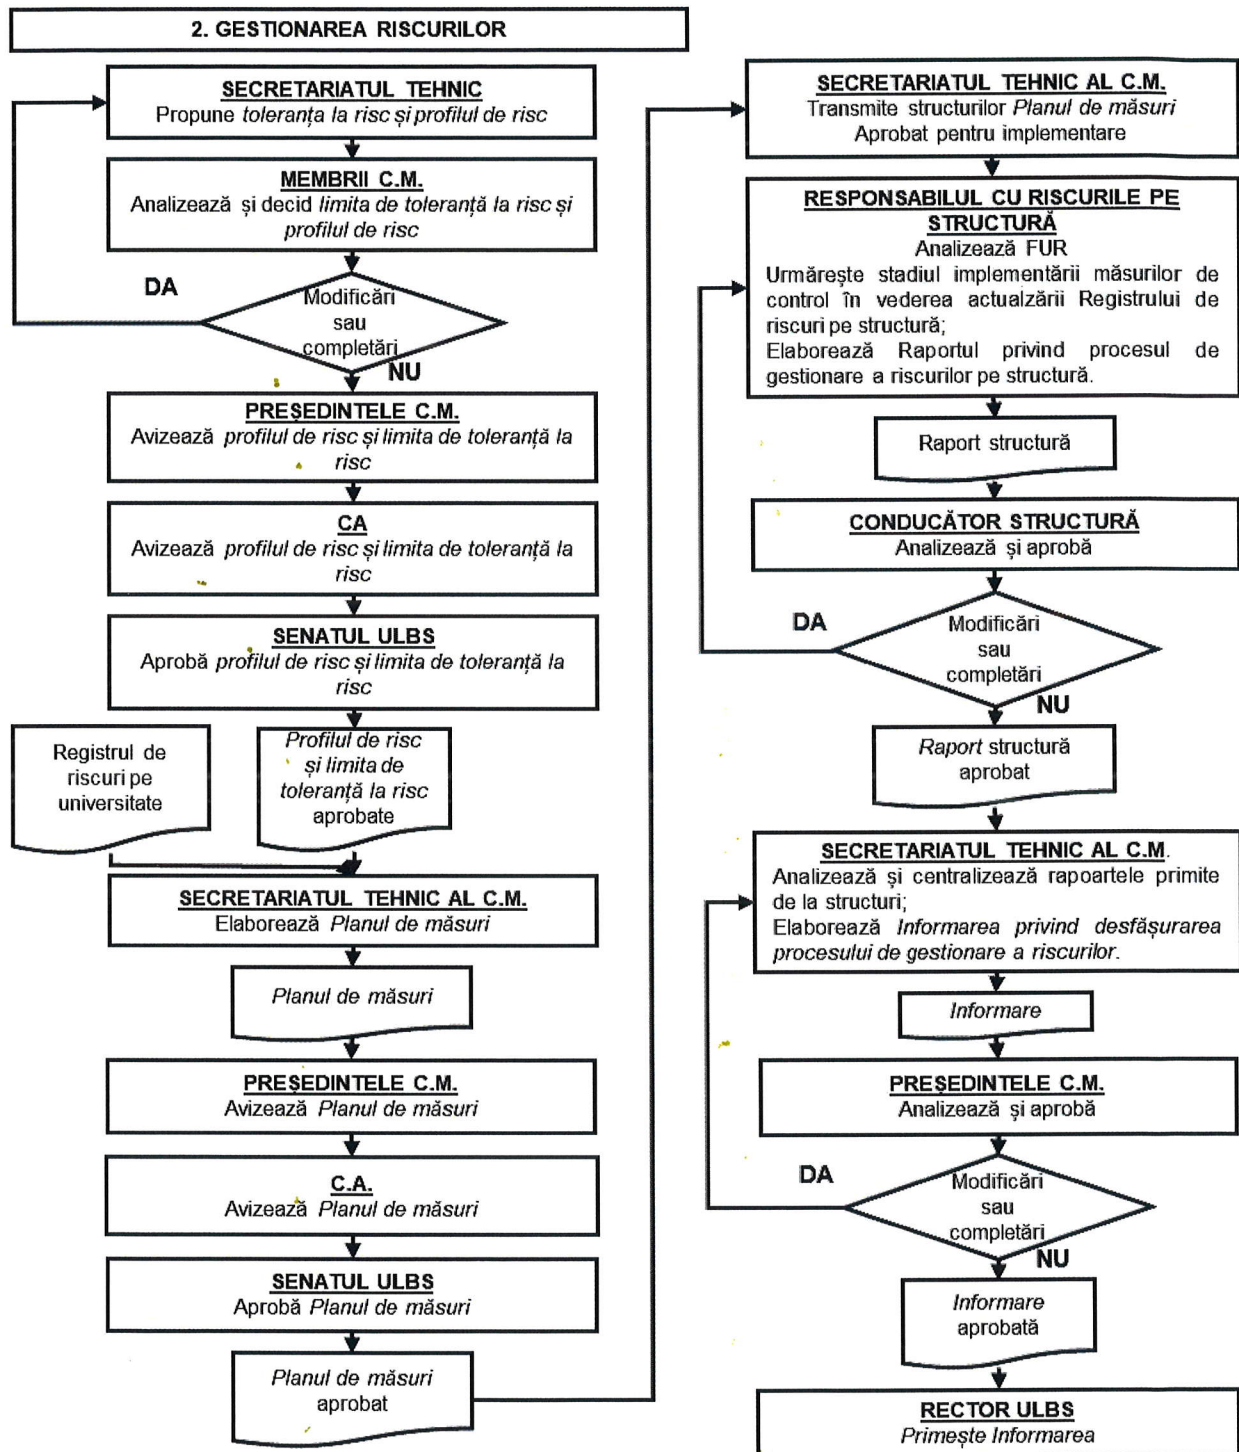 2. GESTIONAREA RISCURILOR
SECRETARIATUL TEHNIC
Propune toleranța la risc și profilul de risc
MEMBRII C.M.
Analizează și decid limita de toleranță la risc și
profilul de risc
DA
Modificări
sau
completări
NU
PREȘEDINTELE C.M.
Avizează profilul de risc și limita de toleranță la
risc
CA
Avizează profilul de risc și limita de toleranță la
risc
SENATUL ULBS
Aprobă profilul de risc și limita de toleranță la
risc
Registrul de
riscuri pe
universitate
Profilul de risc
și limita de
toleranță la risc
aprobate
SECRETARIATUL TEHNIC AL C.M.
Elaborează Planul de măsuri
Planul de măsuri
PREȘEDINTELE C.M.
Avizează Planul de măsuri
C.A.
Avizează Planul de măsuri
SENATUL ULBS
Aprobă Planul de măsuri
Planul de măsuri
aprobat
SECRETARIATUL TEHNIC AL C.M.
Transmite structurilor Planul de măsuri
Aprobat pentru implementare
RESPONSABILUL CU RISCURILE PE
STRUCTURĂ
Analizează FUR
Urmărește stadiul implementării măsurilor de
control în vederea actualzării Registrului de
riscuri pe structură;
Elaborează Raportul privind procesul de
gestionare a riscurilor pe structură.
Raport structură
CONDUCĂTOR STRUCTURĂ
Analizează și aprobă
DA
Modificări
sau
completări
NU
Raport structură
aprobat
SECRETARIATUL TEHNIC AL C.M.
Analizează și centralizează rapoartele primite
de la structuri;
Elaborează Informarea privind desfășurarea
procesului de gestionare a riscurilor.
Informare
PREȘEDINTELE C.M.
Analizează și aprobă
DA
Modificări
sau
completări
NU
Informare
aprobată
RECTOR ULBS
Primește Informarea